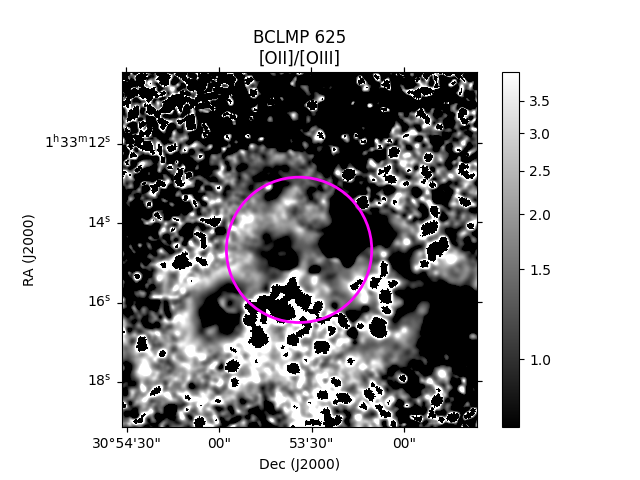 BCLMP 625
[OII]/[OIII]
1ʰ33ᵐ12ˢ
14ˢ
16ˢ
18ˢ
RA (J2000)
30°54'30"
00"
53'30"
00"
Dec (J2000)
3.5
3.0
2.5
2.0
1.5
1.0